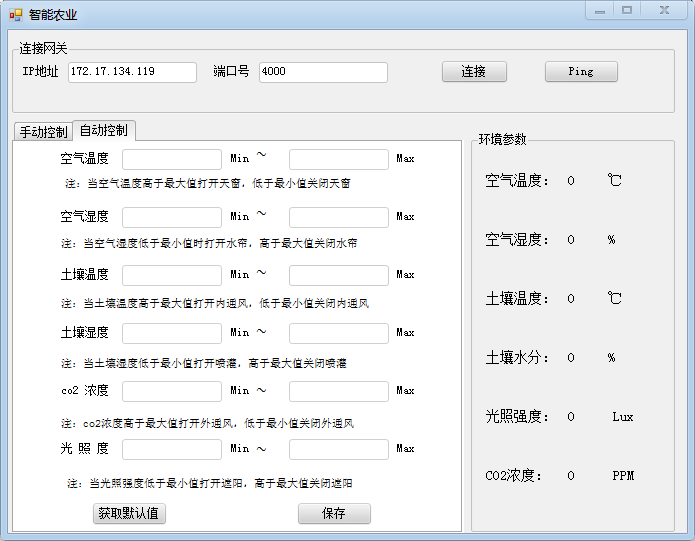 智能农业
连接网关
IP地址 172.17.134.119 端口号 4000 连接 Ping
手动控制 自动控制
空气温度 Min ~ Max
注: 当空气温度高于最大值打开天窗, 低于最小值关闭天窗
空气湿度 Min ~ Max
注: 当空气湿度低于最小值时打开水帘, 高于最大值关闭水帘
土壤温度 Min ~ Max
注: 当土壤温度高于最大值打开内通风, 低于最小值关闭内通风
土壤湿度 Min ~ Max
注: 当土壤湿度低于最小值打开喷灌, 高于最大值关闭喷灌
co2 浓度 Min ~ Max
注: co2浓度高于最大值打开外通风, 低于最小值关闭外通风
光 照 度 Min ~ Max
注: 当光照强度低于最小值打开遮阳, 高于最大值关闭遮阳
获取默认值 保存
环境参数
空气温度: 0 ℃
空气湿度: 0 %
土壤温度: 0 ℃
土壤水分: 0 %
光照强度: 0 Lux
CO2浓度: 0 PPM